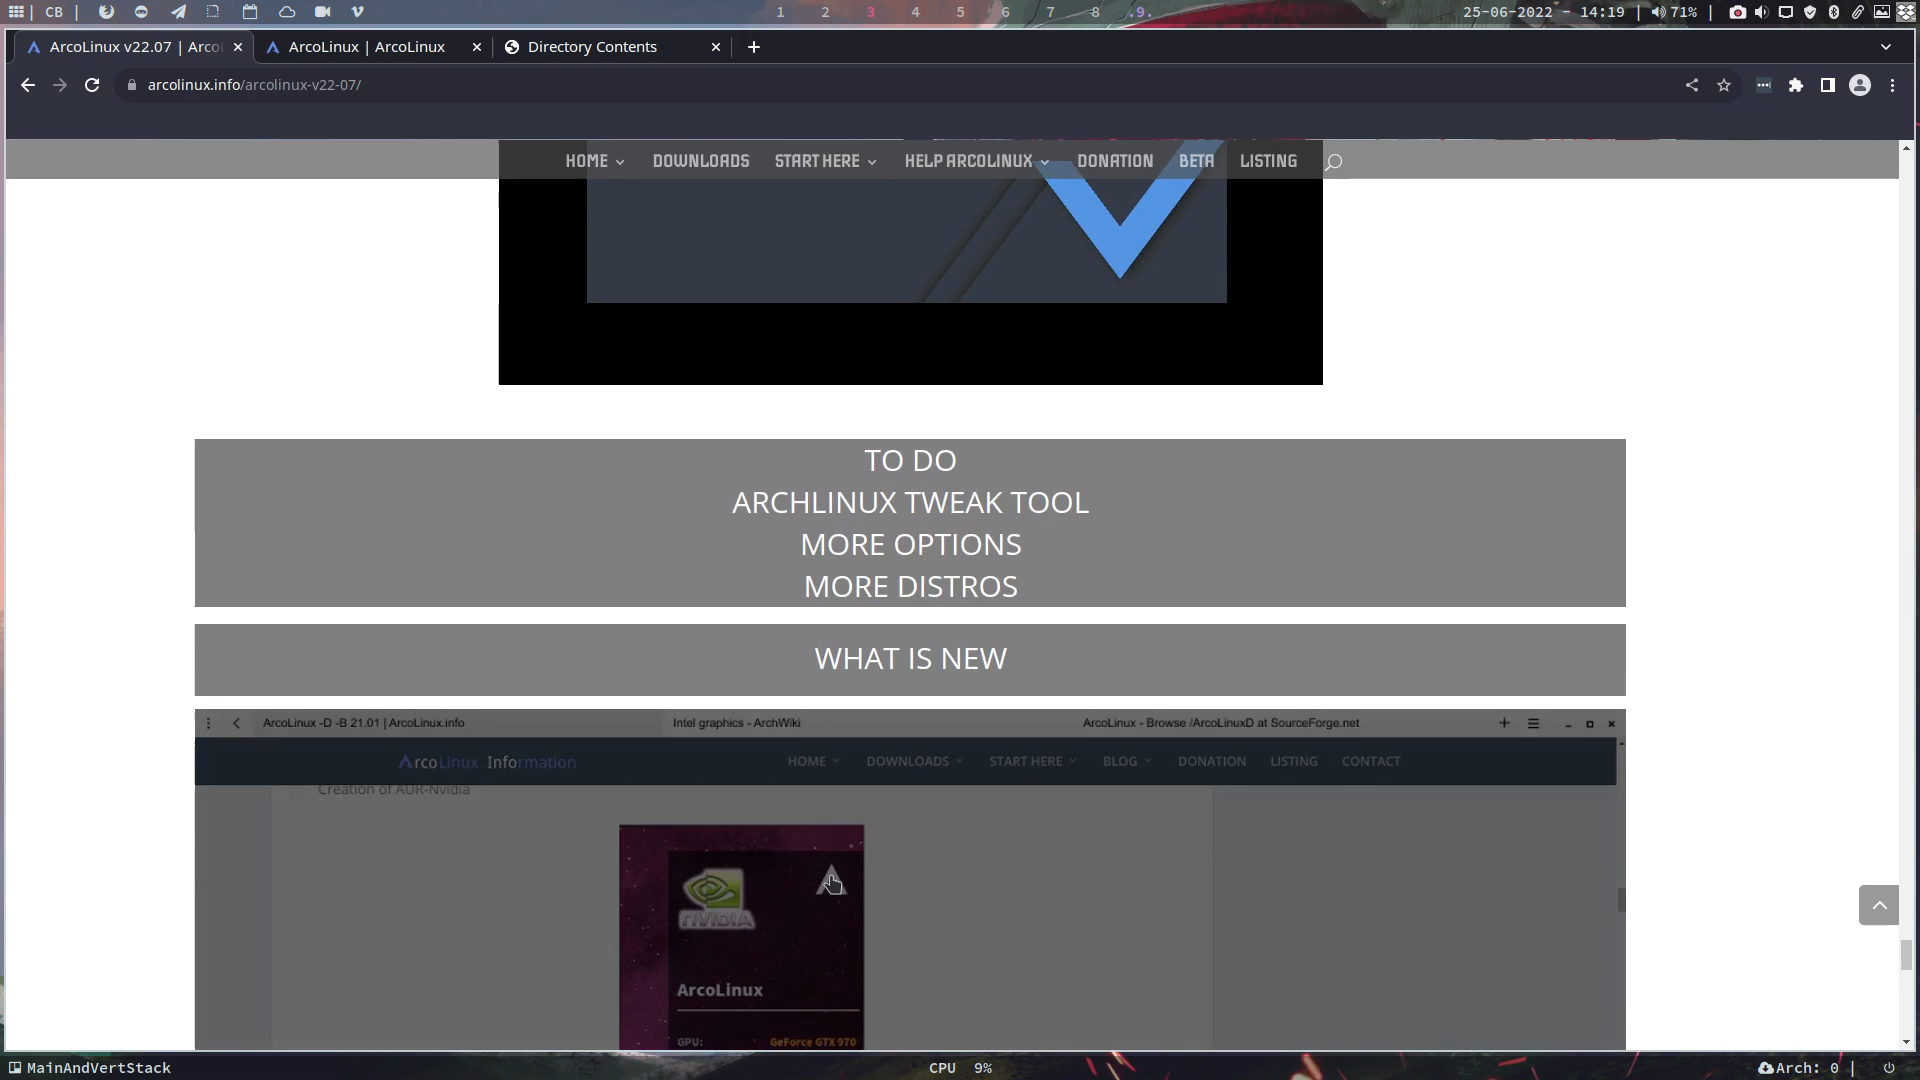 CB
1 2 3 4 5 6 7 8 .9.
25-06-2022 - 14:19 | 71% |
ArcoLinux v22.07 | Arco
ArcoLinux | ArcoLinux
Directory Contents
arcolinux.info/arcolinux-v22-07/
HOME DOWNLOADS START HERE HELP ARCOLINUX DONATION BETA LISTING
TO DO
ARCHLINUX TWEAK TOOL
MORE OPTIONS
MORE DISTROS
WHAT IS NEW
ArcoLinux -D -B 21.01 | ArcoLinux.info
Intel graphics - ArchWiki
ArcoLinux - Browse /ArcoLinuxD at SourceForge.net
ArcoLinux Information
HOME DOWNLOADS START HERE BLOG DONATION LISTING CONTACT
Creation of AUR-Nvidia
NVIDIA
ArcoLinux
GPU: GeForce GTX 970
MainAndVertStack
CPU 9%
Arch: 0 |